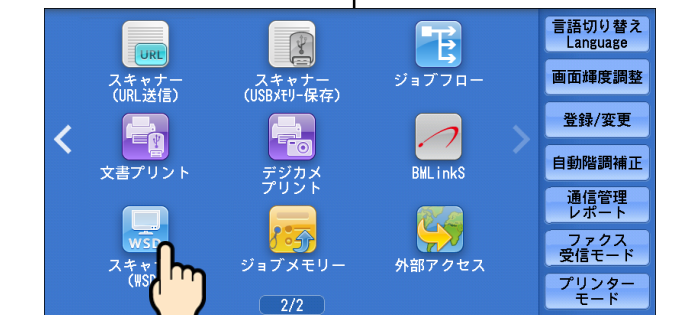 URL
スキャナー
(URL送信)
スキャナー
(USBﾒﾓﾘｰ保存)
ジョブフロー
文書プリント
デジカメ
プリント
BMLinkS
WSD
スキャ
(WSD
ジョブメモリー
外部アクセス
2/2
言語切り替え
Language
画面輝度調整
登録/変更
自動階調補正
通信管理
レポート
ファクス
受信モード
プリンター
モード